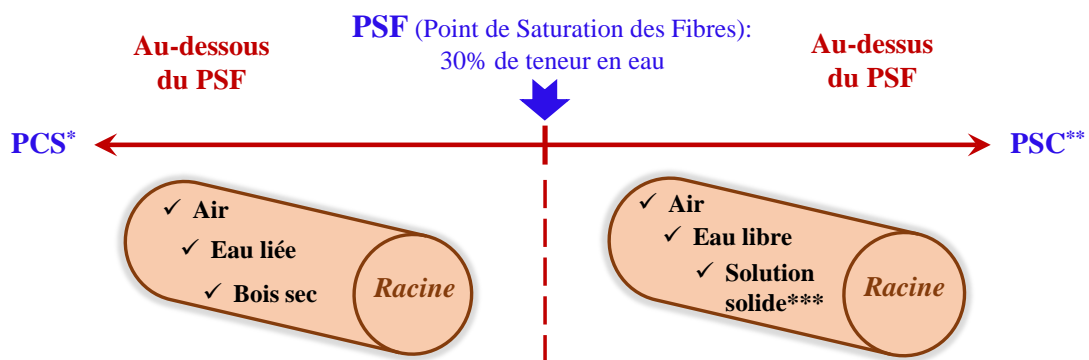 PSF (Point de Saturation des Fibres):
30% de teneur en eau
Au-dessous
du PSF
Au-dessus
du PSF
PCS*
PSC**
✓ Air
✓ Eau liée
✓ Bois sec
Racine
✓ Air
✓ Eau libre
✓ Solution
solide***
Racine